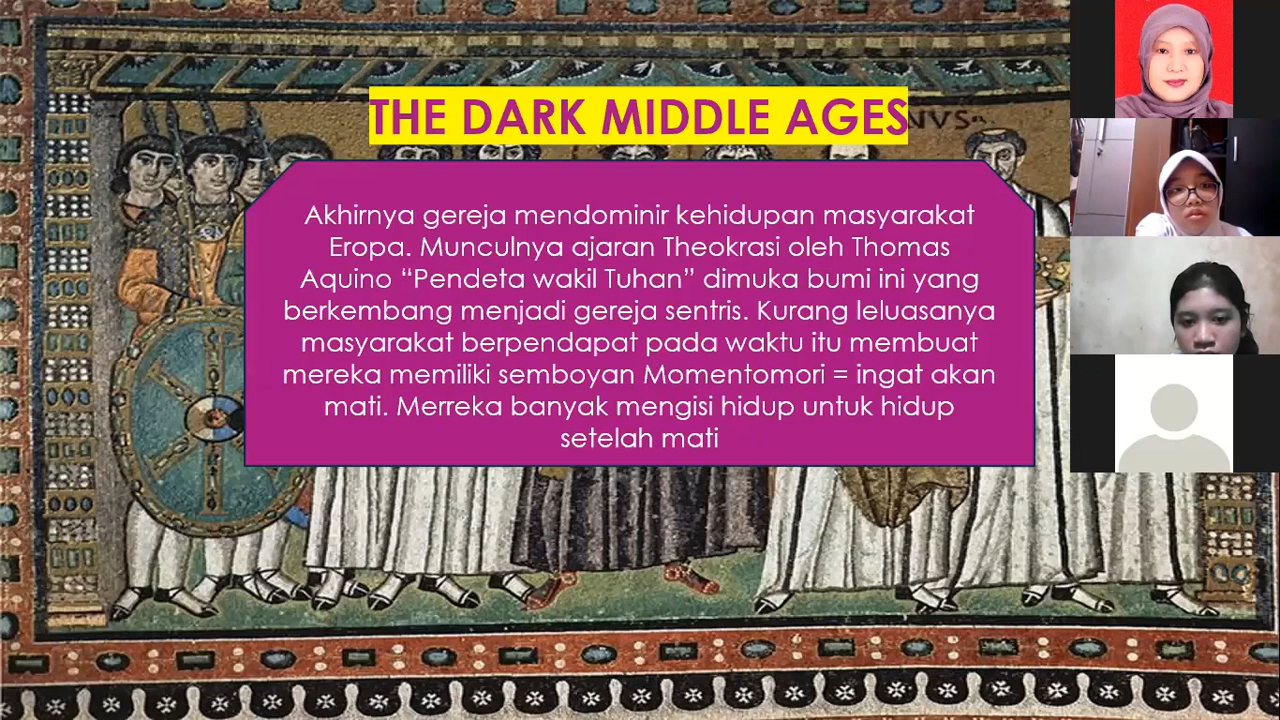 THE DARK MIDDLE AGES
NVS
Akhirnya gereja mendominir kehidupan masyarakat
Eropa. Munculnya ajaran Theokrasi oleh Thomas
Aquino “Pendeta wakil Tuhan” dimuka bumi ini yang
berkembang menjadi gereja sentris. Kurang leluasanya
masyarakat berpendapat pada waktu itu membuat
mereka memiliki semboyan Momentomori = ingat akan
mati. Merreka banyak mengisi hidup untuk hidup
setelah mati